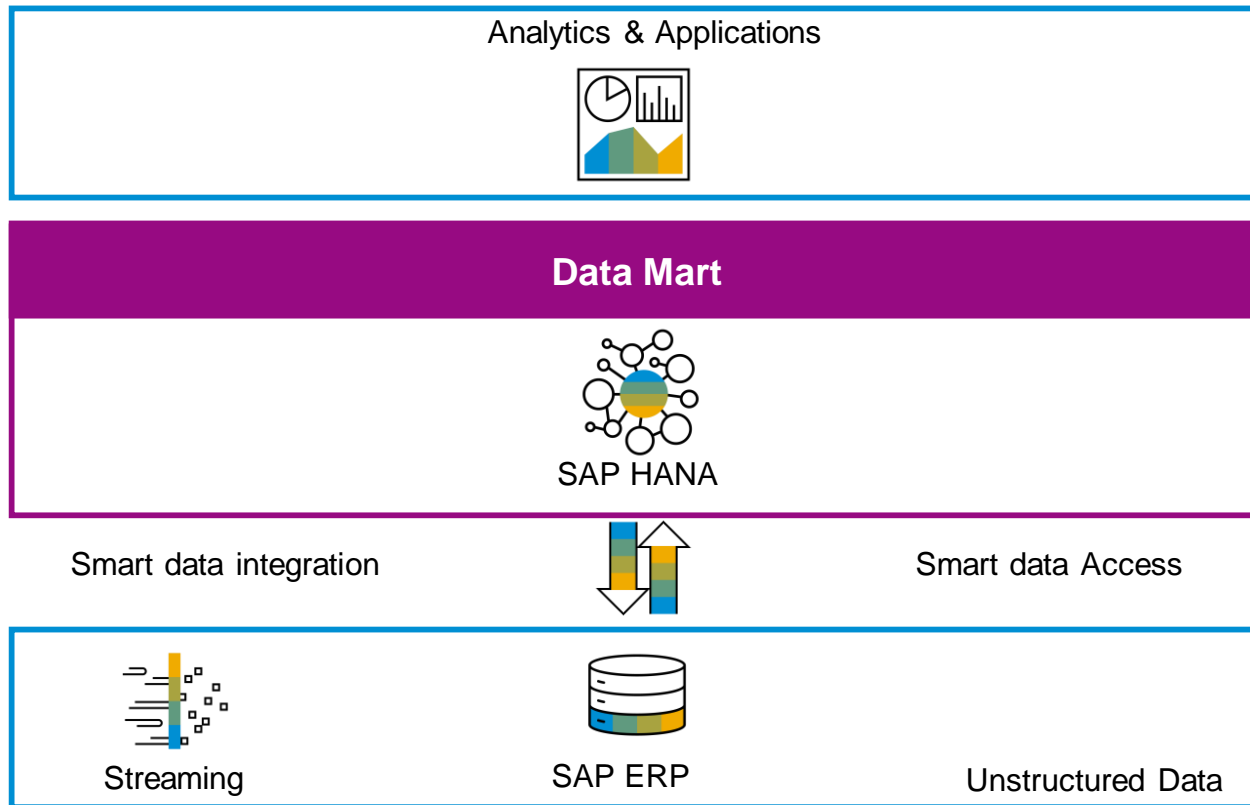 Analytics & Applications
Data Mart
SAP HANA
Smart data integration
Smart data Access
Streaming
SAP ERP
Unstructured Data